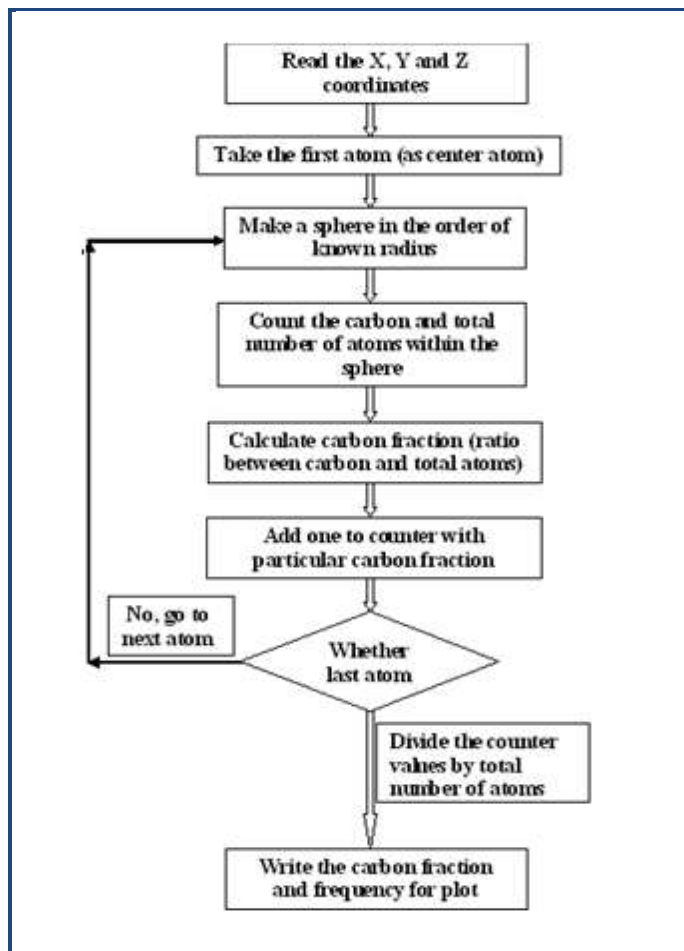 Read the X, Y and Z
coordinates
Take the first atom (as center atom)
Make a sphere in the order of
known radius
Count the carbon and total
number of atoms within the
sphere
Calculate carbon fraction (ratio
between carbon and total atoms)
Add one to counter with
particular carbon fraction
No, go to
next atom
Whether
last atom
Divide the counter
values by total
number of atoms
Write the carbon fraction
and frequency for plot